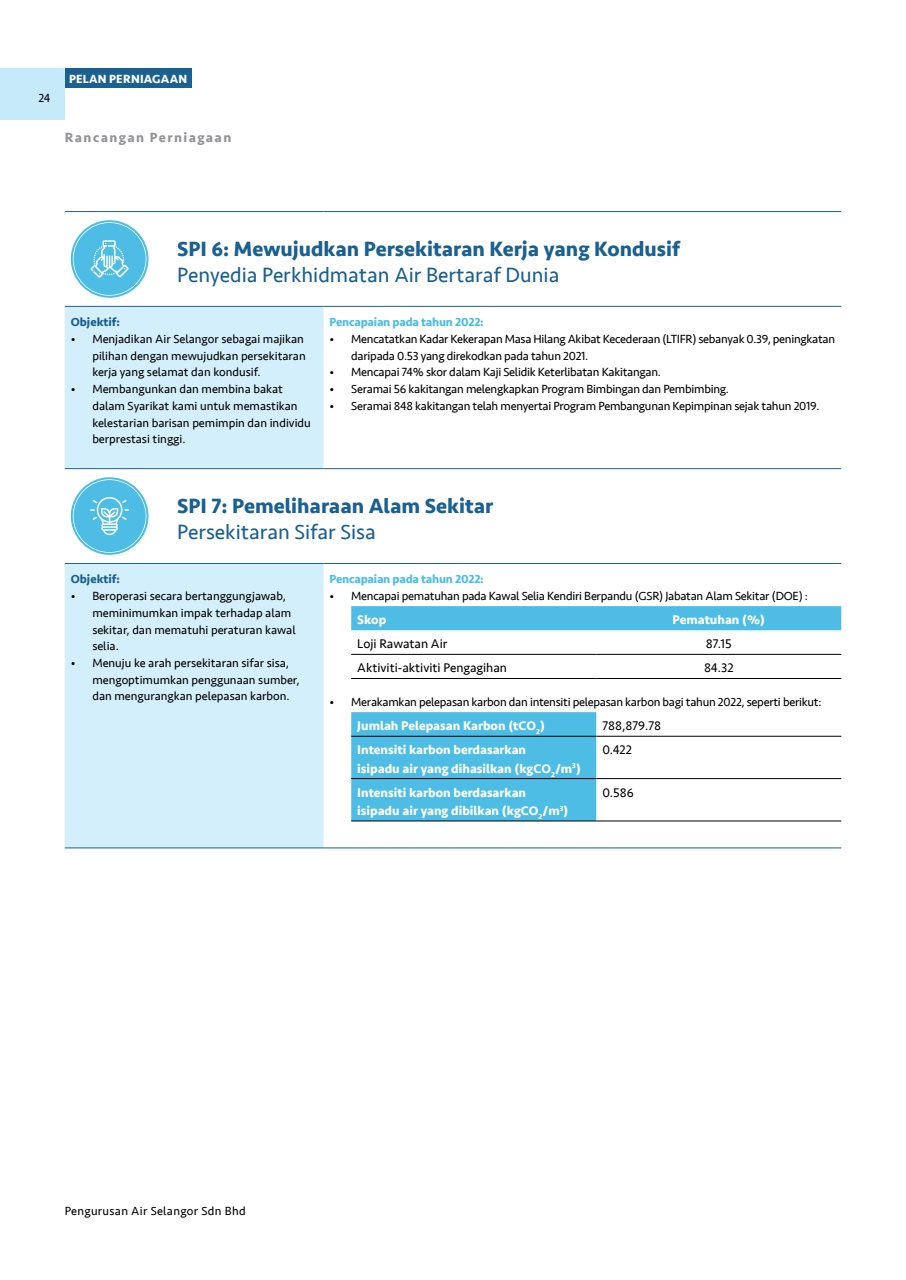 PELAN PERNIAGAAN
24
Rancangan Perniagaan
SPI 6: Mewujudkan Persekitaran Kerja yang Kondusif
Penyedia Perkhidmatan Air Bertaraf Dunia
Objektif:
• Menjadikan Air Selangor sebagai majikan
pilihan dengan mewujudkan persekitaran
kerja yang selamat dan kondusif.
• Membangunkan dan membina bakat
dalam Syarikat kami untuk memastikan
kelestarian barisan pemimpin dan individu
berprestasi tinggi.
Pencapaian pada tahun 2022:
• Mencatatkan Kadar Kekerapan Masa Hilang Akibat Kecederaan (LTIFR) sebanyak 0.39, peningkatan
daripada 0.53 yang direkodkan pada tahun 2021.
• Mencapai 74% skor dalam Kaji Selidik Keterlibatan Kakitangan.
• Seramai 56 kakitangan melengkapkan Program Bimbingan dan Pembimbing.
• Seramai 848 kakitangan telah menyertai Program Pembangunan Kepimpinan sejak tahun 2019.
SPI 7: Pemeliharaan Alam Sekitar
Persekitaran Sifar Sisa
Objektif:
• Beroperasi secara bertanggungjawab,
meminimumkan impak terhadap alam
sekitar, dan mematuhi peraturan kawal
selia.
• Menuju ke arah persekitaran sifar sisa,
mengoptimumkan penggunaan sumber,
dan mengurangkan pelepasan karbon.
Pencapaian pada tahun 2022:
• Mencapai pematuhan pada Kawal Selia Kendiri Berpandu (GSR) Jabatan Alam Sekitar (DOE) :
Skop Pematuhan (%)
Loji Rawatan Air 87.15
Aktiviti-aktiviti Pengagihan 84.32
• Merakamkan pelepasan karbon dan intensiti pelepasan karbon bagi tahun 2022, seperti berikut:
Jumlah Pelepasan Karbon (tCO₂) 788,879.78
Intensiti karbon berdasarkan 0.422
isipadu air yang dihasilkan (kgCO₂/m³)
Intensiti karbon berdasarkan 0.586
isipadu air yang dibilkan (kgCO₂/m³)
Pengurusan Air Selangor Sdn Bhd